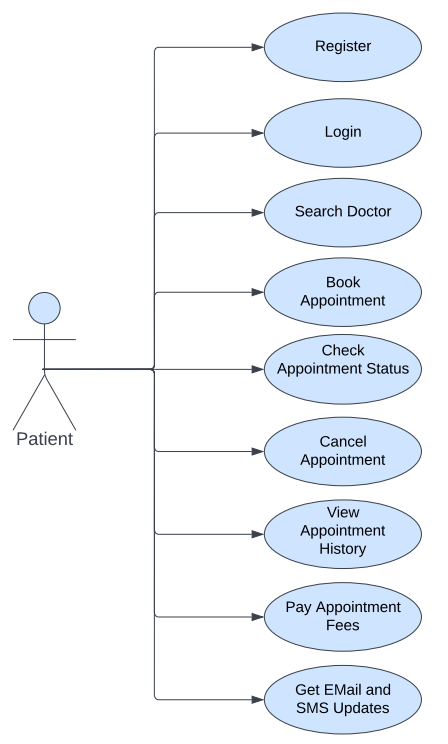 Register
Login
Search Doctor
Book
Appointment
Check
Appointment Status
Patient
Cancel
Appointment
View
Appointment
History
Pay Appointment
Fees
Get EMail and
SMS Updates